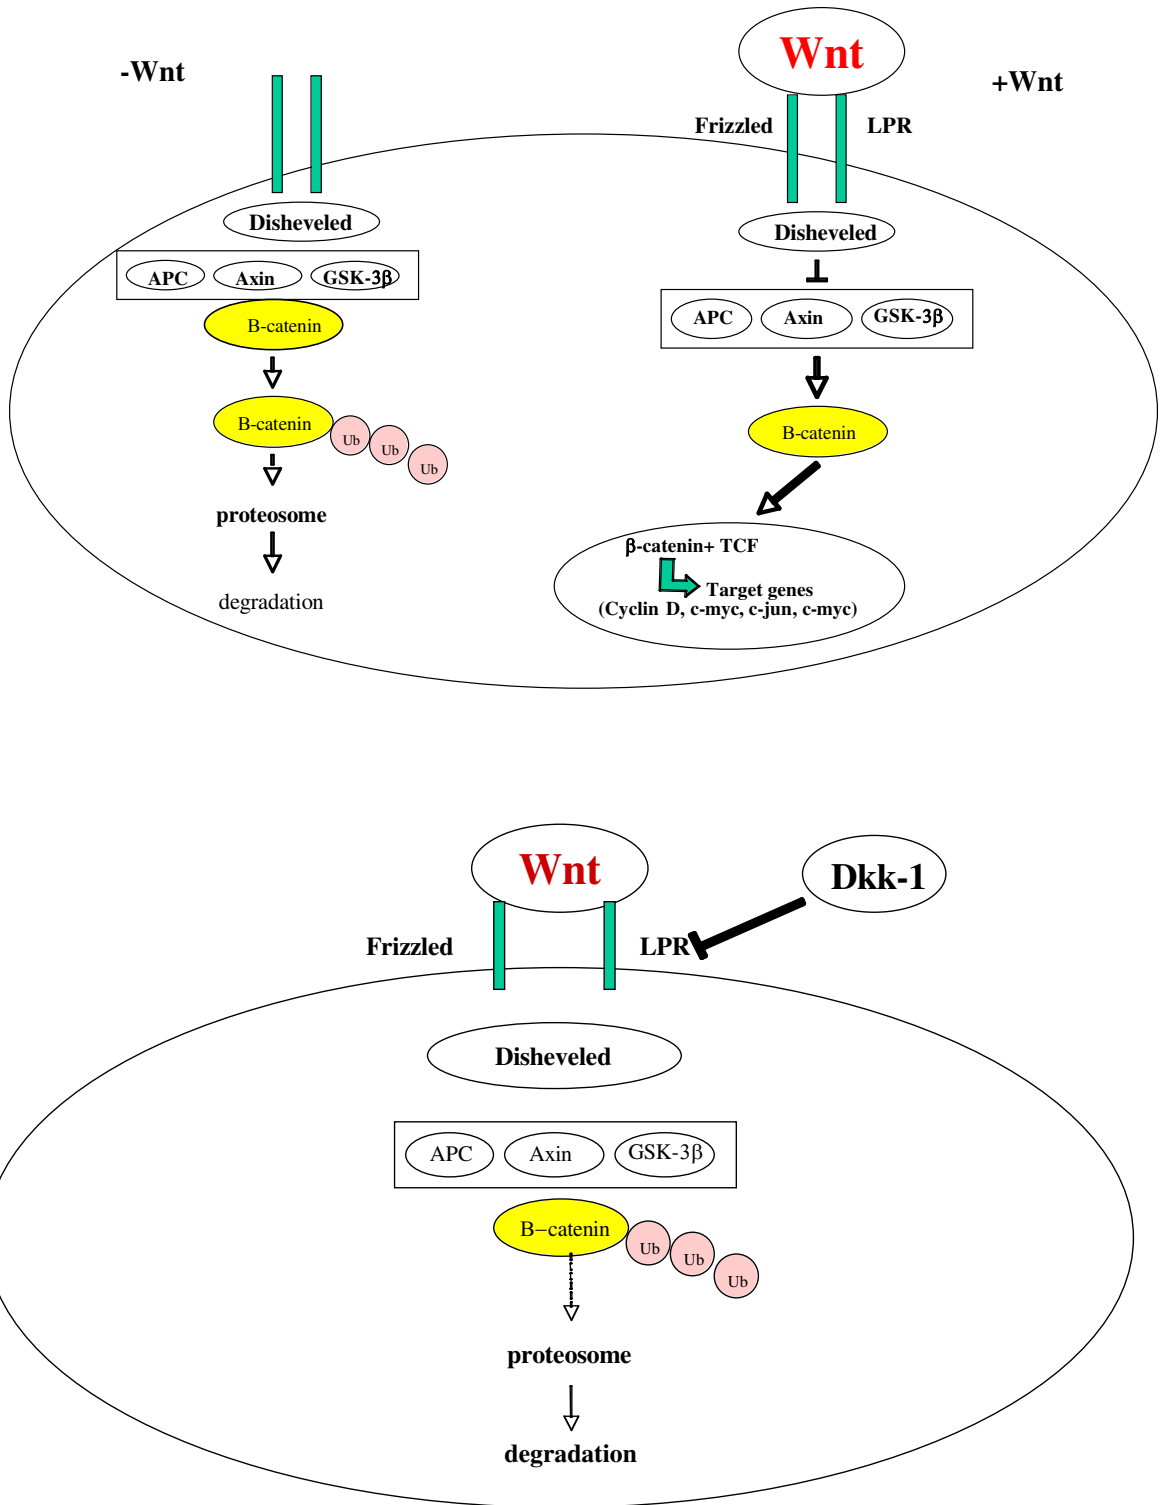 -Wnt
Disheveled
APC Axin GSK-3β
B-catenin
B-catenin
Ub Ub Ub
proteosome
degradation
Wnt
+Wnt
Frizzled LPR
Disheveled
APC Axin GSK-3β
B-catenin
β-catenin+ TCF
Target genes
(Cyclin D, c-myc, c-jun, c-myc)
Wnt
Dkk-1
Frizzled LPR
Disheveled
APC Axin GSK-3β
B–catenin
Ub Ub Ub
proteosome
degradation